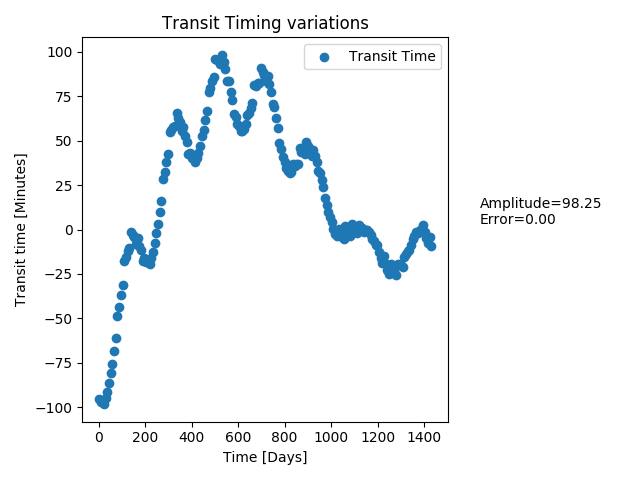 Transit Timing variations
Transit Time
Transit time [Minutes]
100
75
50
25
0
−25
−50
−75
−100
0 200 400 600 800 1000 1200 1400
Time [Days]
Amplitude=98.25
Error=0.00